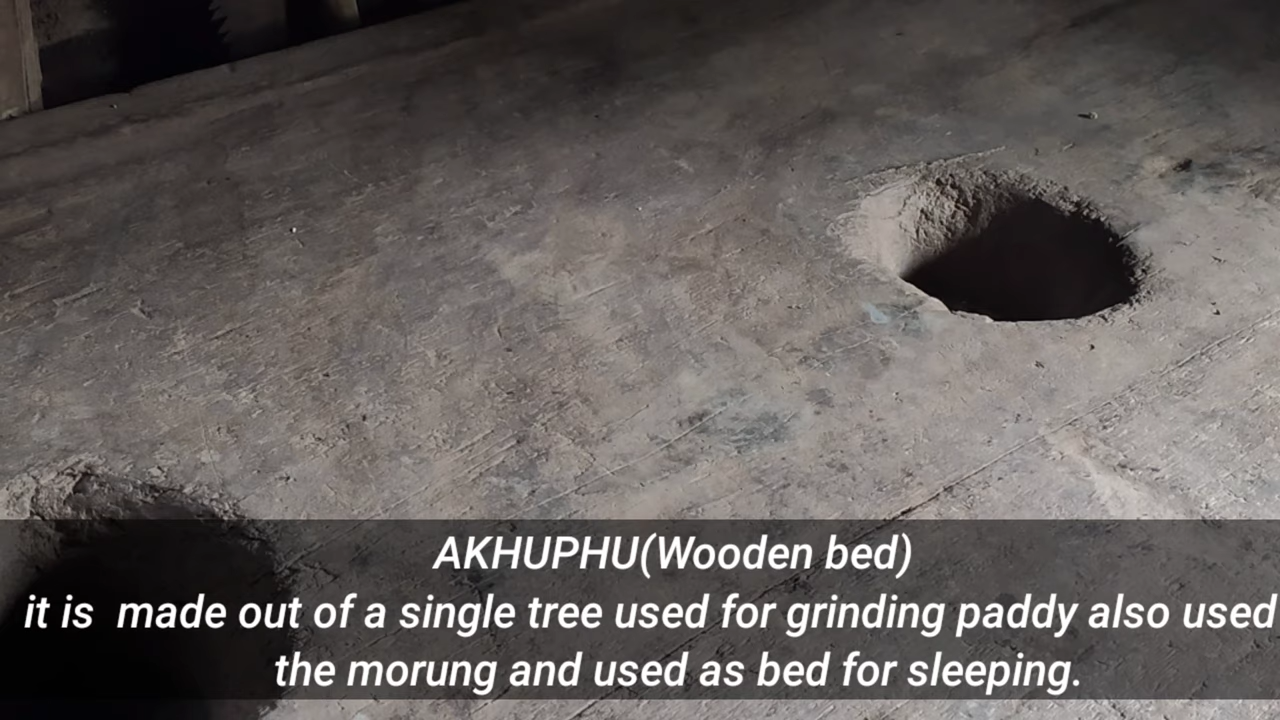 AKHUPHU(Wooden bed)
it is made out of a single tree used for grinding paddy also used
the morung and used as bed for sleeping.